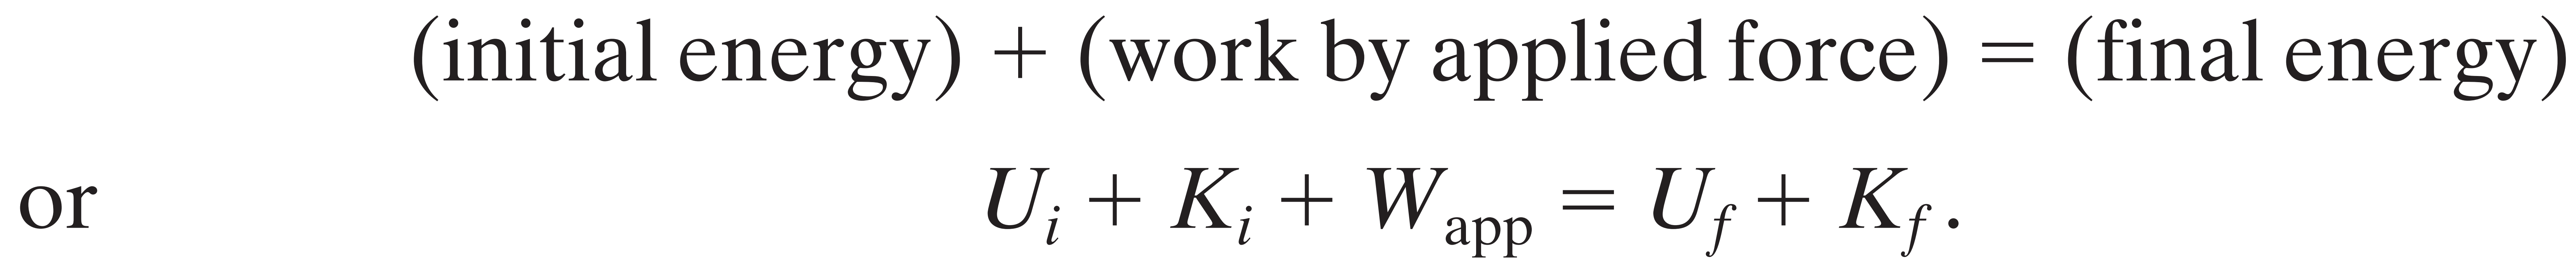 (initial energy) + (work by applied force) = (final energy)
or U_i + K_i + W_app = U_f + K_f.